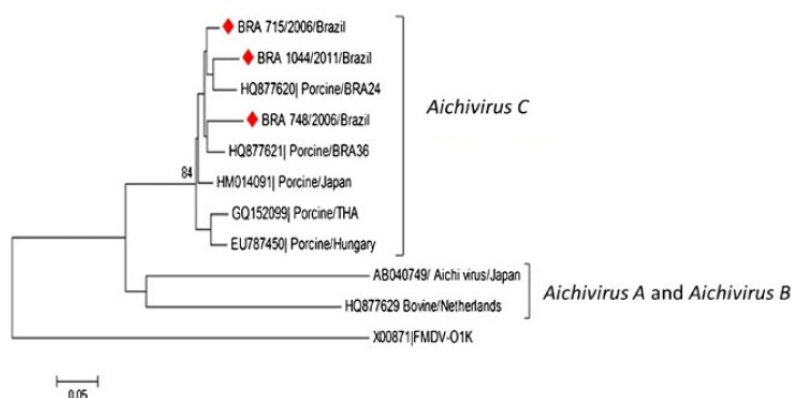 BRA 715/2006/Brazil
BRA 1044/2011/Brazil
HQ877620| Porcine/BRA24
Aichivirus C
BRA 748/2006/Brazil
HQ877621| Porcine/BRA36
84
HM014091| Porcine/Japan
GQ152099| Porcine/THA
EU787450| Porcine/Hungary
AB040749/ Aichi virus/Japan
Aichivirus A and Aichivirus B
HQ877629 Bovine/Netherlands
X00871|FMDV-O1K
0.05